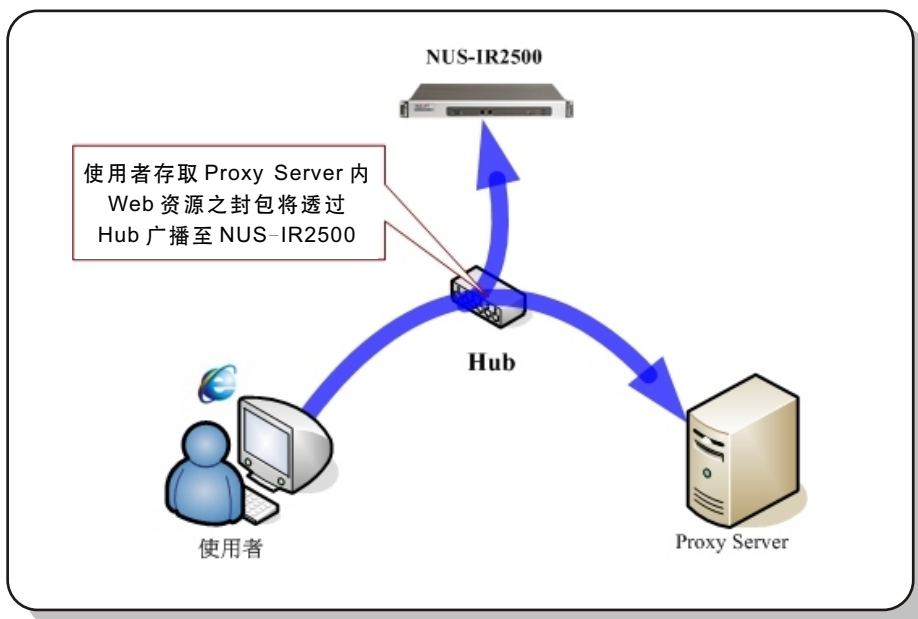 NUS-IR2500
使用者存取 Proxy Server 内
Web 资源之封包将透过
Hub 广播至 NUS-IR2500
Hub
使用者
Proxy Server